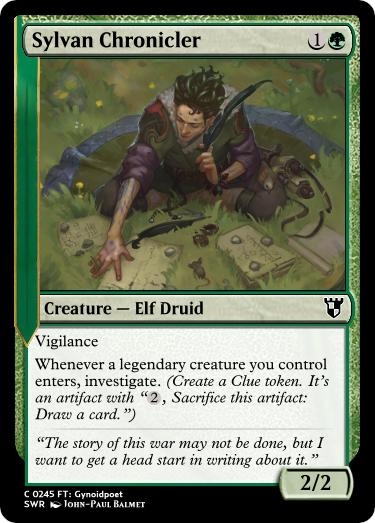 Sylvan Chronicler 1
Creature — Elf Druid
Vigilance
Whenever a legendary creature you control
enters, investigate. (Create a Clue token. It's
an artifact with “2, Sacrifice this artifact:
Draw a card.”)
“The story of this war may not be done, but I
want to get a head start in writing about it.”
2/2
C 0245 FT: Gynoidpoet
SWR John-Paul Balmet